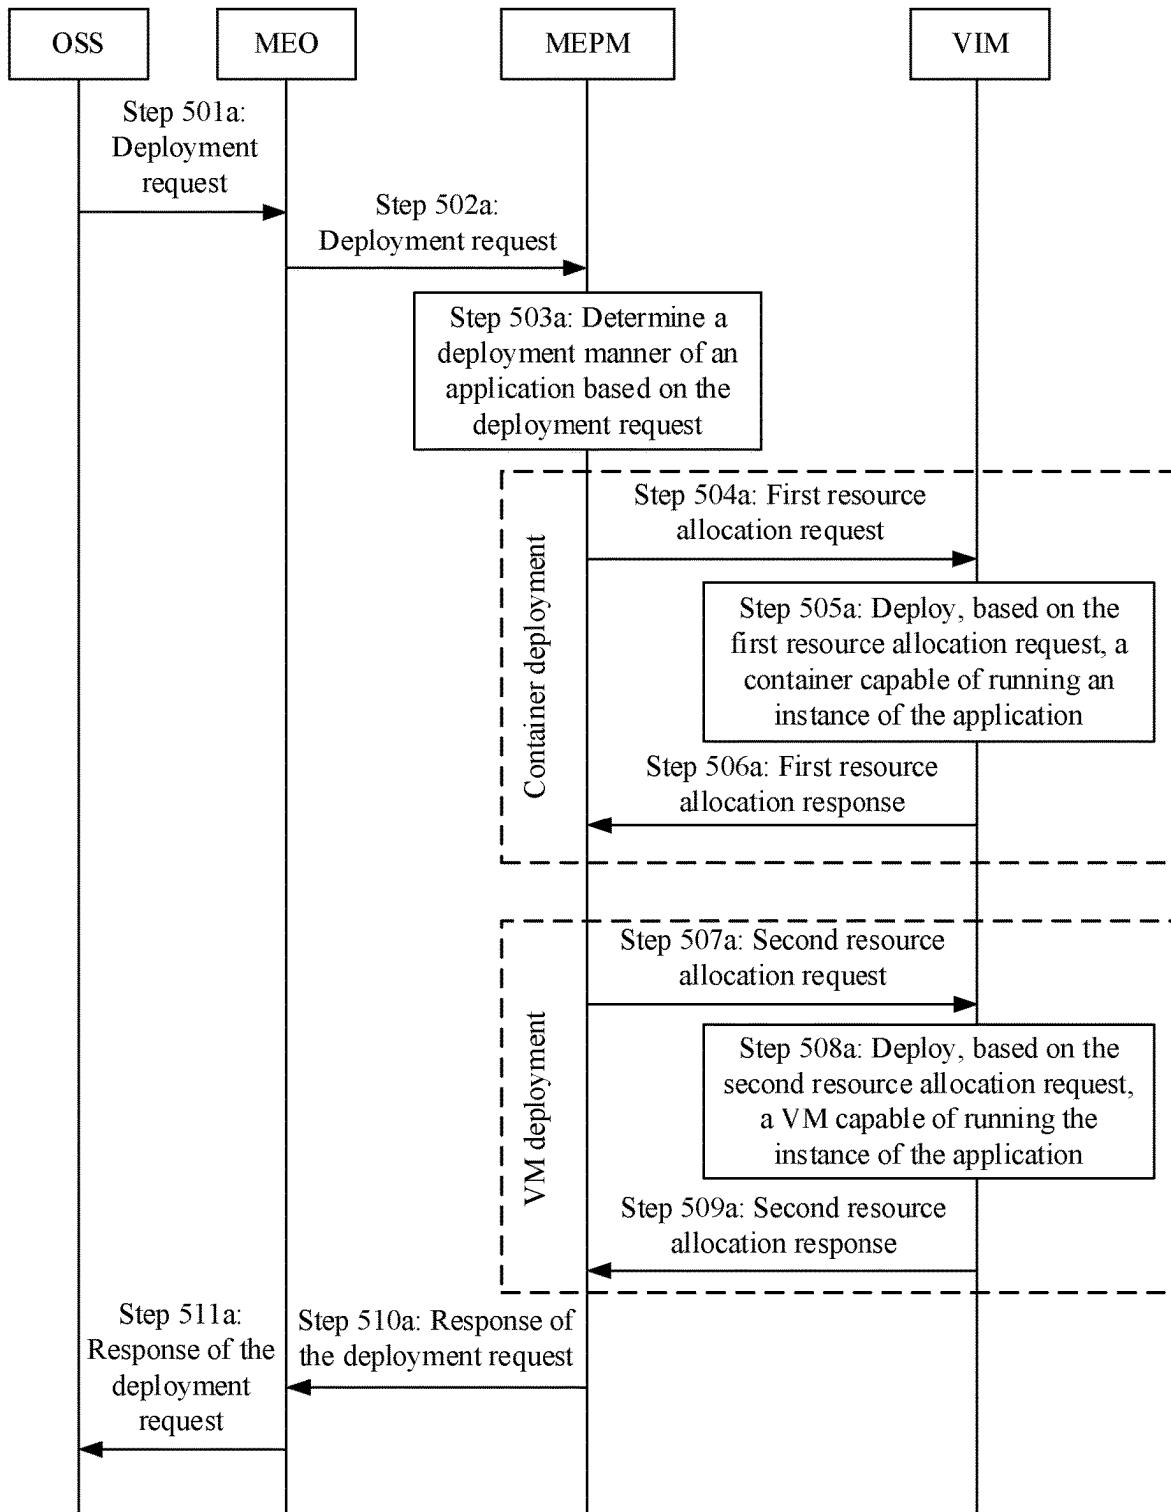 OSS
MEO
MEPM
VIM
Step 501a:
Deployment
request
Step 502a:
Deployment request
Step 503a: Determine a
deployment manner of an
application based on the
deployment request
Container deployment
Step 504a: First resource
allocation request
Step 505a: Deploy, based on the
first resource allocation request, a
container capable of running an
instance of the application
Step 506a: First resource
allocation response
VM deployment
Step 507a: Second resource
allocation request
Step 508a: Deploy, based on the
second resource allocation request,
a VM capable of running the
instance of the application
Step 509a: Second resource
allocation response
Step 510a: Response of
the deployment request
Step 511a:
Response of the
deployment
request